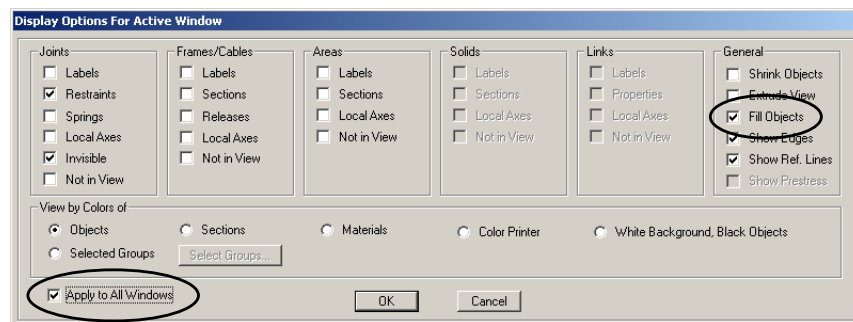 Display Options For Active Window
Joints
Labels
Restraints
Springs
Local Axes
Invisible
Not in View
Frames/Cables
Labels
Sections
Releases
Local Axes
Not in View
Areas
Labels
Sections
Local Axes
Not in View
Solids
Labels
Sections
Local Axes
Not in View
Links
Labels
Properties
Local Axes
Not in View
General
Shrink Objects
Extrude View
Fill Objects
Show Edges
Show Ref. Lines
Show Prestress
View by Colors of
Objects
Sections
Materials
Color Printer
White Background, Black Objects
Selected Groups
Select Groups...
Apply to All Windows
OK
Cancel